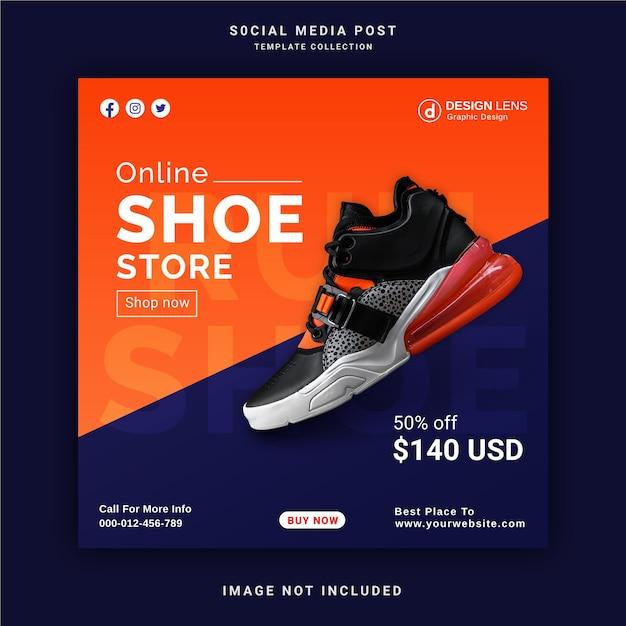 SOCIAL MEDIA POST
TEMPLATE COLLECTION
DESIGN LENS
Graphic Design
Online
SHOE
STORE
Shop now
RUN
SHOE
50% off
$140 USD
Call For More Info
000-012-456-789
BUY NOW
Best Place To
www.yourwebsite.com
IMAGE NOT INCLUDED